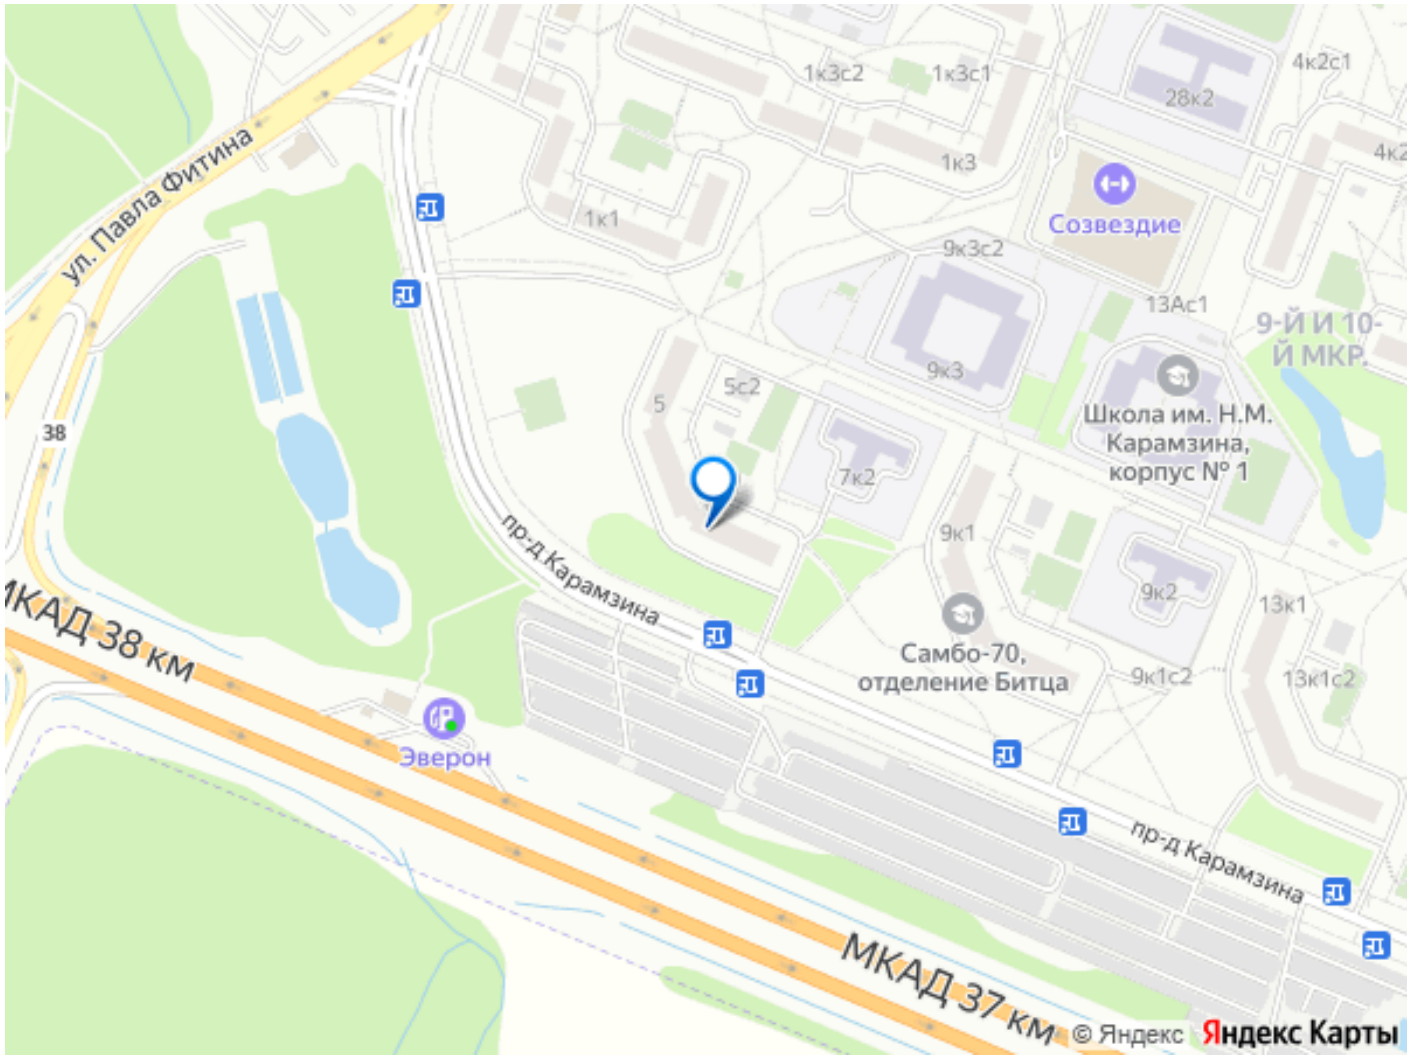 1к3с2
1к3с1
4к2с1
28к2
4к2
1к3
ул. Павла Фитина
Созвездие
1к1
9к3с2
13Ас1
9-Й И 10-
Й МКР.
9к3
5с2
5
Школа им. Н.М.
Карамзина,
корпус № 1
38
7к2
9к1
пр-д Карамзина
9к2
13к1
МКАД 38 км
Самбо-70,
отделение Битца
9к1с2
13к1с2
Эверон
пр-д Карамзина
МКАД 37 км
© Яндекс Яндекс Карты